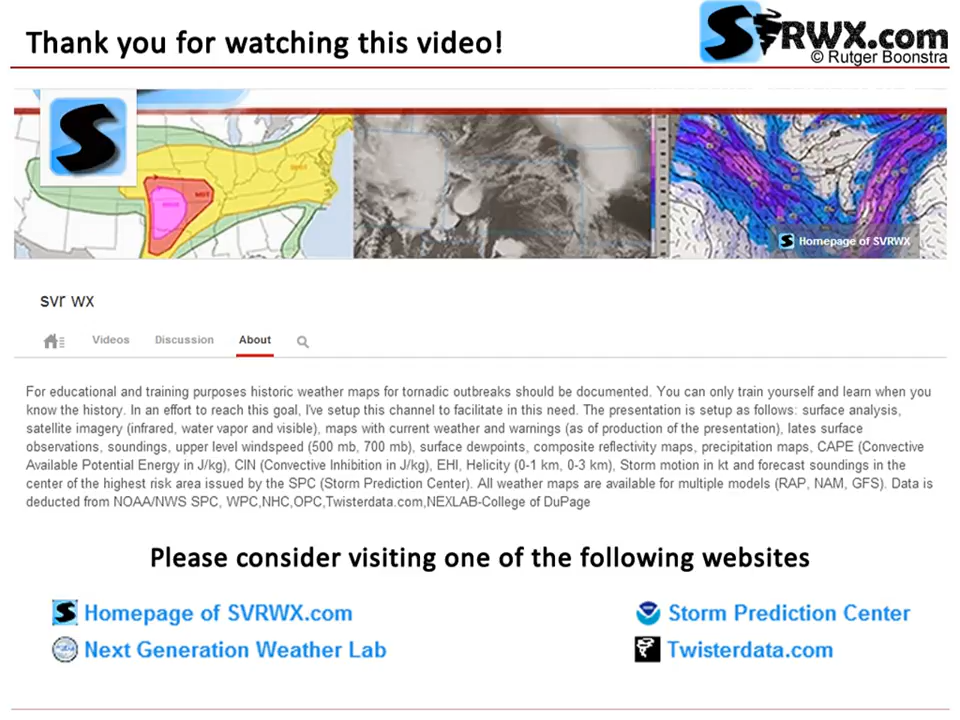 Thank you for watching this video!
SVRWX.com
© Rutger Boonstra
Homepage of SVRWX
svr wx
Videos Discussion About
For educational and training purposes historic weather maps for tornadic outbreaks should be documented. You can only train yourself and learn when you
know the history. In an effort to reach this goal, I've setup this channel to facilitate in this need. The presentation is setup as follows: surface analysis,
satellite imagery (infrared, water vapor and visible), maps with current weather and warnings (as of production of the presentation), lates surface
observations, soundings, upper level windspeed (500 mb, 700 mb), surface dewpoints, composite reflectivity maps, precipitation maps, CAPE (Convective
Available Potential Energy in J/kg), CIN (Convective Inhibition in J/kg), EHI, Helicity (0-1 km, 0-3 km), Storm motion in kt and forecast soundings in the
center of the highest risk area issued by the SPC (Storm Prediction Center). All weather maps are available for multiple models (RAP, NAM, GFS). Data is
deducted from NOAA/NWS SPC, WPC,NHC,OPC,Twisterdata.com,NEXLAB-College of DuPage
Please consider visiting one of the following websites
Homepage of SVRWX.com
Storm Prediction Center
Next Generation Weather Lab
Twisterdata.com